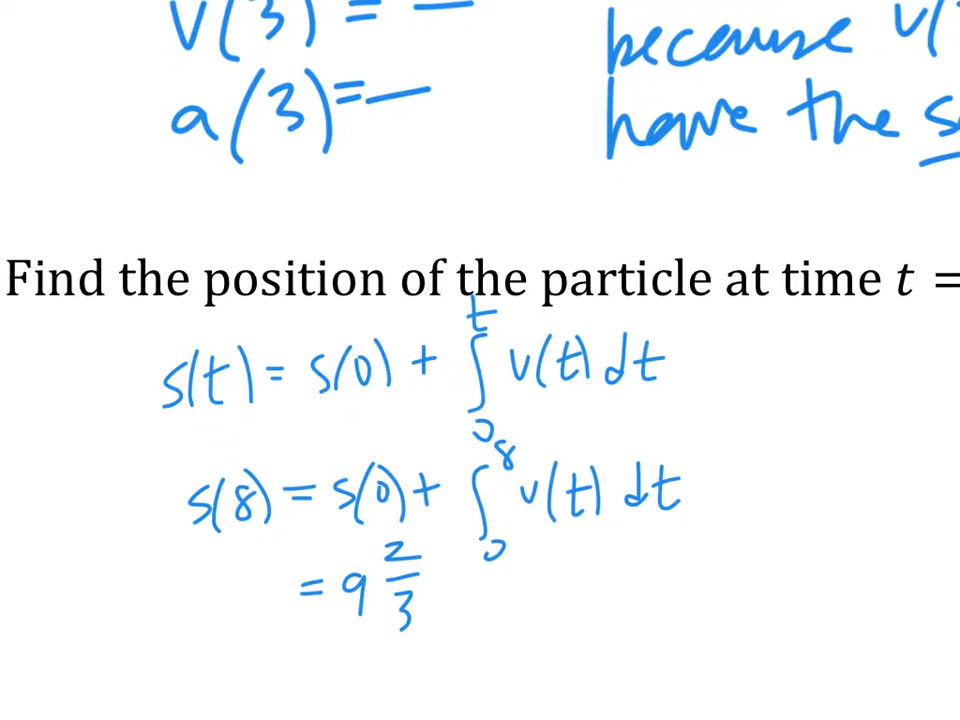 v(3) = —
because v(
a(3) = —
have the s
Find the position of the particle at time t =
s(t) = s(0) + ∫₀ᵗ v(t) dt
s(8) = s(0) + ∫₀⁸ v(t) dt
= 9 2/3